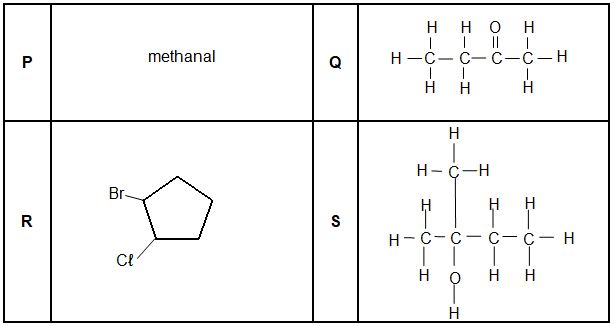 P
methanal
Q
H H O H
H C C C C H
H H H
R
Br
Cℓ
S
H
H C H
H H H
H C C C C H
H O H H
H